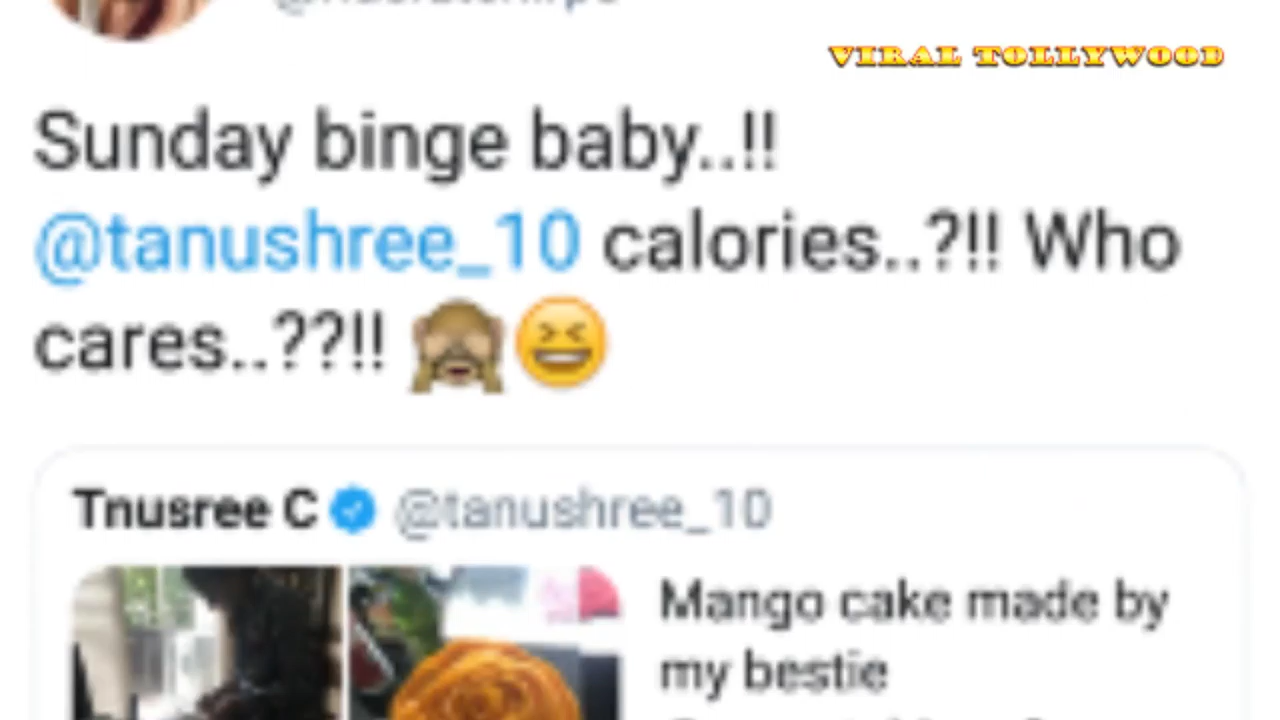 VIRAL TOLLYWOOD
Sunday binge baby..!!
@tanushree_10 calories..?!! Who
cares..??!! 🙈😆
Tnusree C @tanushree_10
Mango cake made by
my bestie